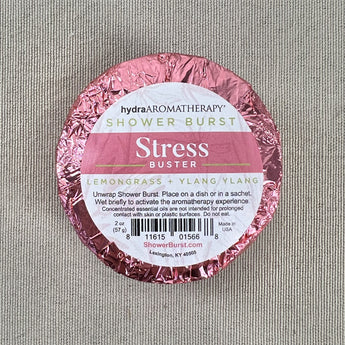 hydraAROMATHERAPY®
SHOWER BURST
Stress
BUSTER
LEMONGRASS + YLANG YLANG
Unwrap Shower Burst. Place on a dish or in a sachet.
Wet briefly to activate the aromatherapy experience.
Concentrated essential oils are not intended for prolonged
contact with skin or plastic surfaces. Do not eat.
2 oz
(57 g)
Made in
USA
8 11615 01566 8
ShowerBurst.com
Lexington, KY 40505